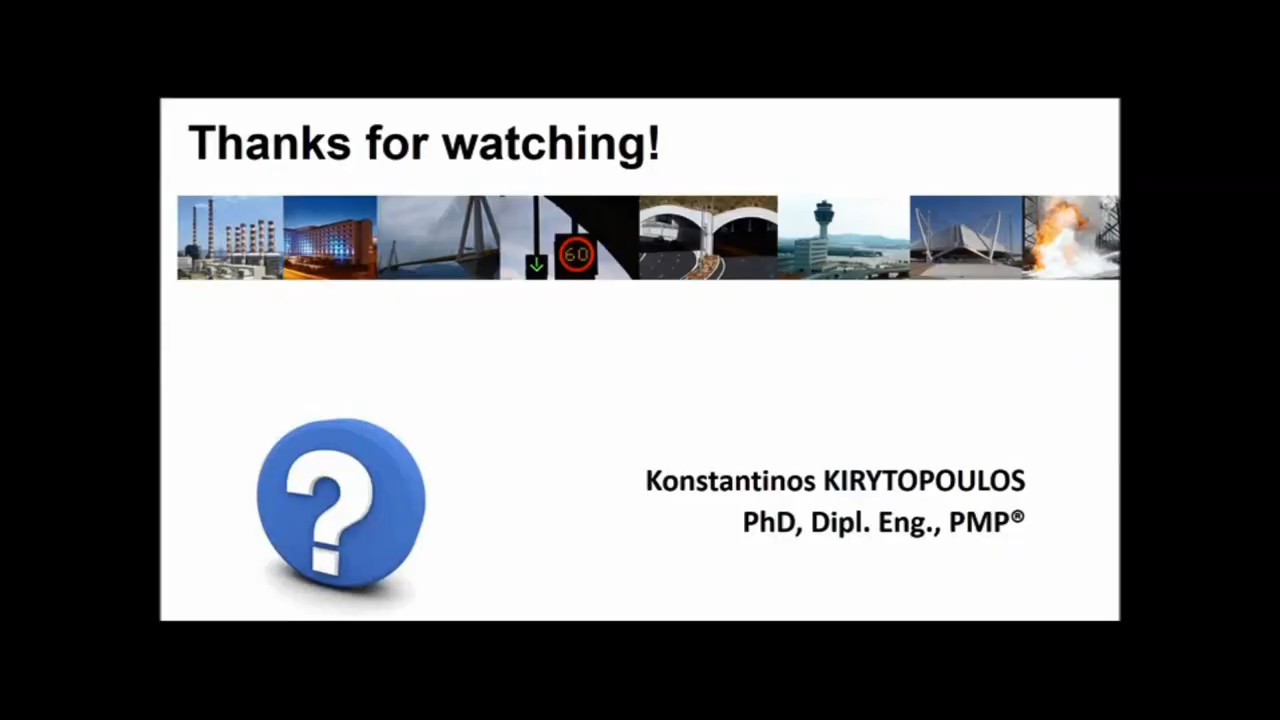 Thanks for watching!
60
?
Konstantinos KIRYTOPOULOS
PhD, Dipl. Eng., PMP®